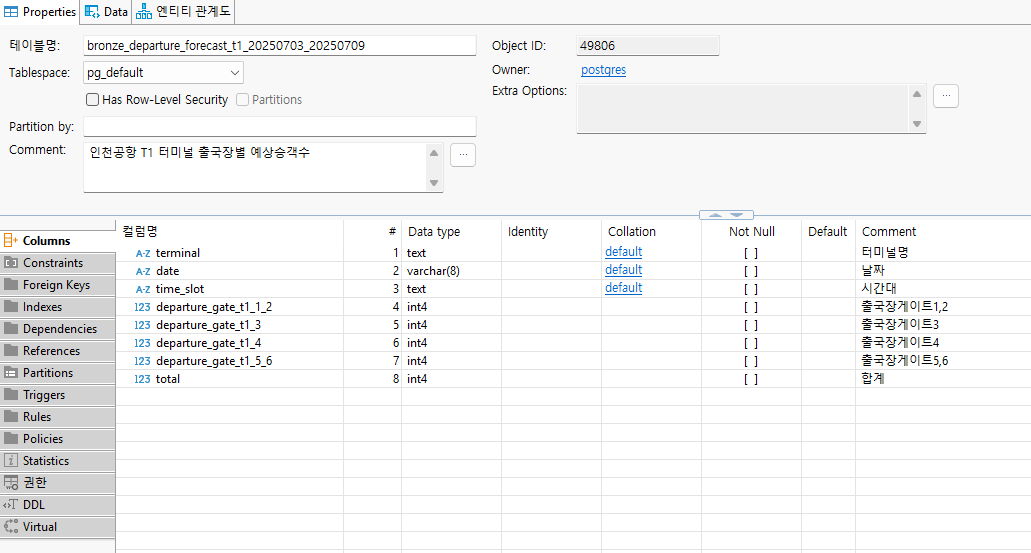 Properties Data 엔티티 관계도
테이블명: bronze_departure_forecast_t1_20250703_20250709 Object ID: 49806
Tablespace: pg_default Owner: postgres
Has Row-Level Security Partitions Extra Options: ...
Partition by:
Comment: 인천공항 T1 터미널 출국장별 예상승객수 ...
Columns
Constraints
Foreign Keys
Indexes
Dependencies
References
Partitions
Triggers
Rules
Policies
Statistics
권한
DDL
Virtual
컬럼명 # Data type Identity Collation Not Null Default Comment
A-Z terminal 1 text default [ ] 터미널명
A-Z date 2 varchar(8) default [ ] 날짜
A-Z time_slot 3 text default [ ] 시간대
123 departure_gate_t1_1_2 4 int4 [ ] 출국장게이트1,2
123 departure_gate_t1_3 5 int4 [ ] 출국장게이트3
123 departure_gate_t1_4 6 int4 [ ] 출국장게이트4
123 departure_gate_t1_5_6 7 int4 [ ] 출국장게이트5,6
123 total 8 int4 [ ] 합계